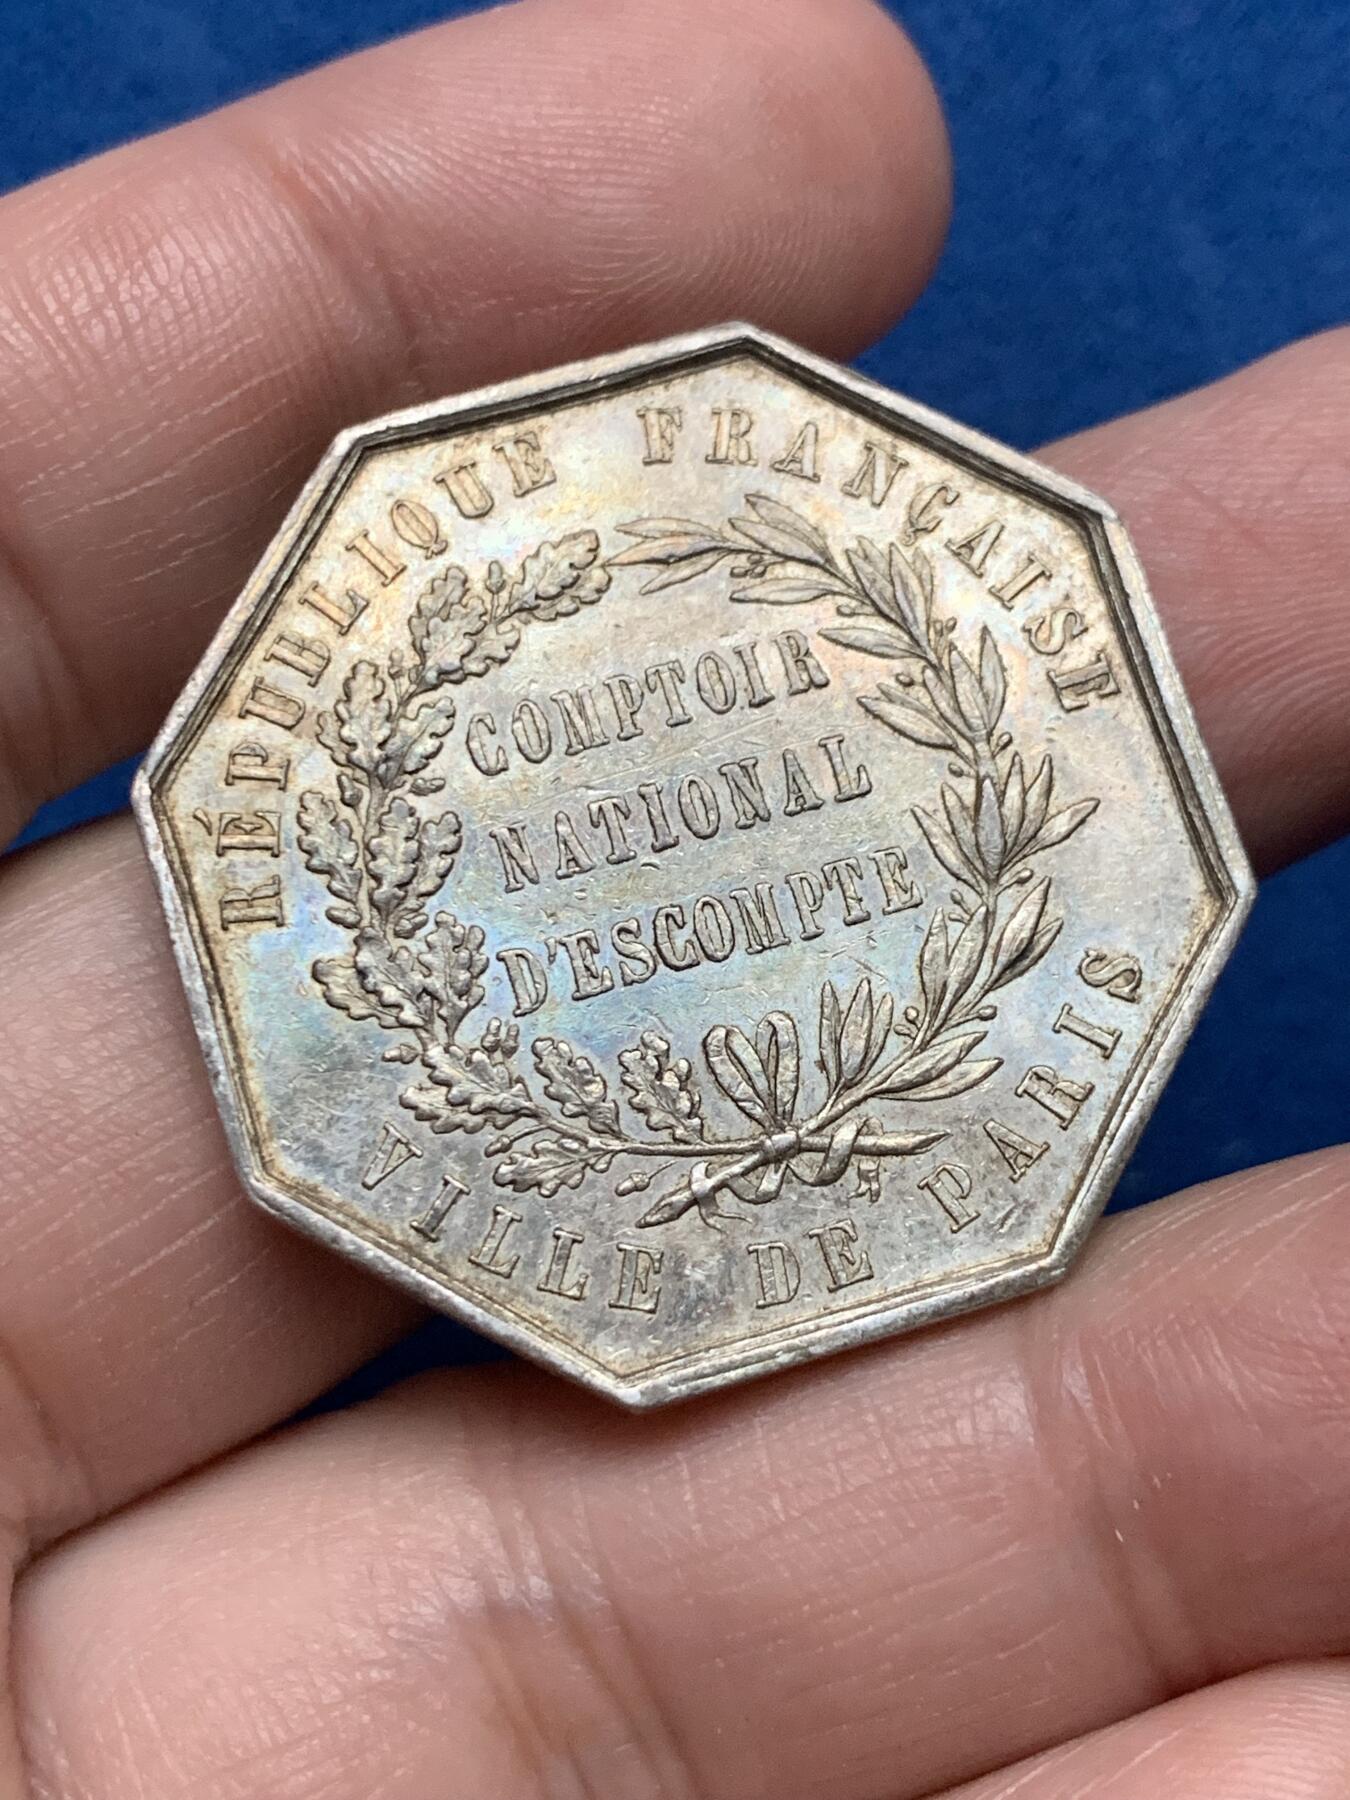 RÉPUBLIQUE FRANÇAISE
COMPTOIR
NATIONAL
D'ESCOMPTE
VILLE DE PARIS